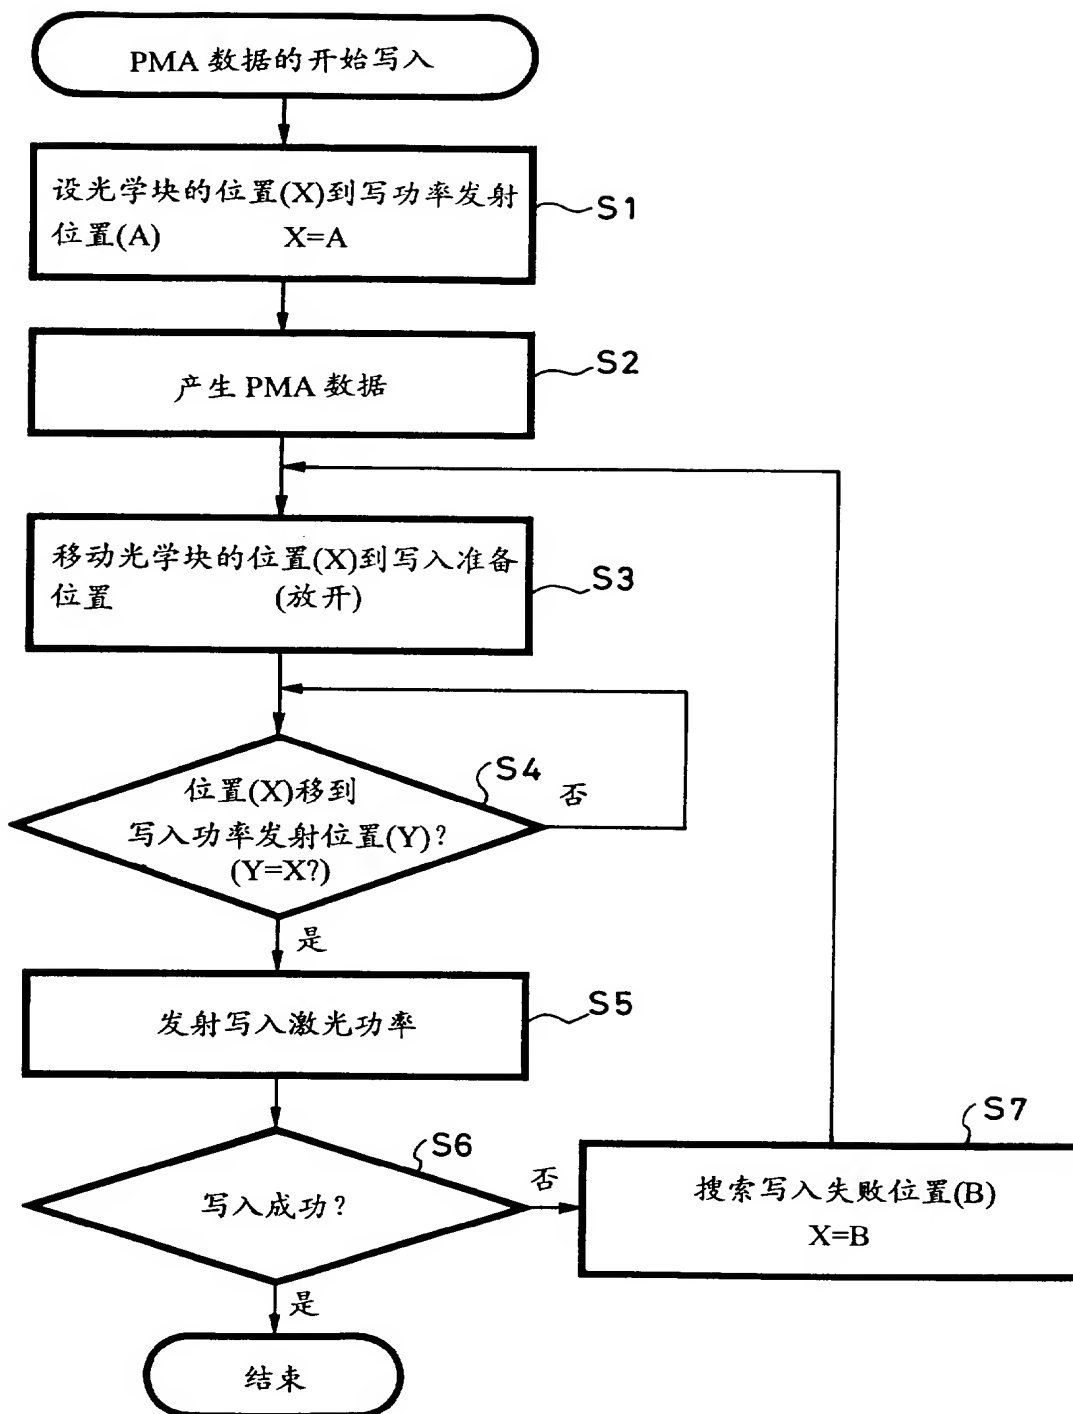 PMA 数据的开始写入
设光学块的位置(X)到写功率发射
位置(A) X=A
S1
产生 PMA 数据
S2
移动光学块的位置(X)到写入准备
位置 (放开)
S3
位置(X)移到
写入功率发射位置(Y)?
(Y=X?)
S4
否
是
发射写入激光功率
S5
写入成功?
S6
否
搜索写入失败位置(B)
X=B
S7
是
结束